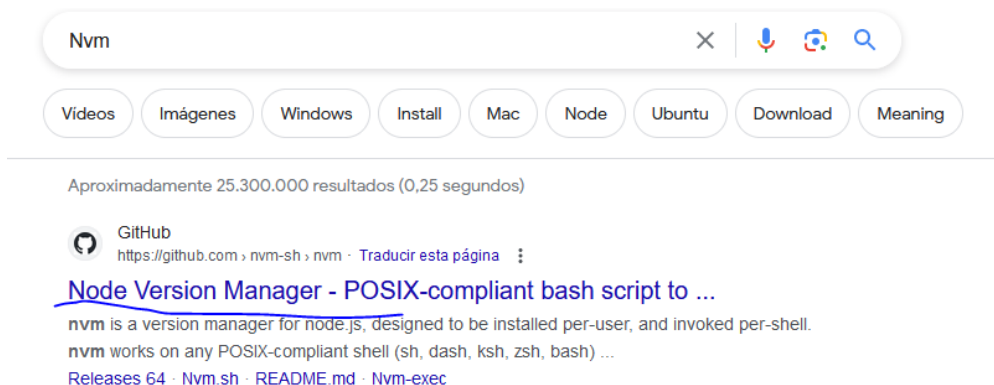 Nvm
Vídeos Imágenes Windows Install Mac Node Ubuntu Download Meaning
Aproximadamente 25.300.000 resultados (0,25 segundos)
GitHub
https://github.com › nvm-sh › nvm · Traducir esta página
Node Version Manager - POSIX-compliant bash script to ...
nvm is a version manager for node.js, designed to be installed per-user, and invoked per-shell.
nvm works on any POSIX-compliant shell (sh, dash, ksh, zsh, bash) ...
Releases 64 · Nvm.sh · README.md · Nvm-exec